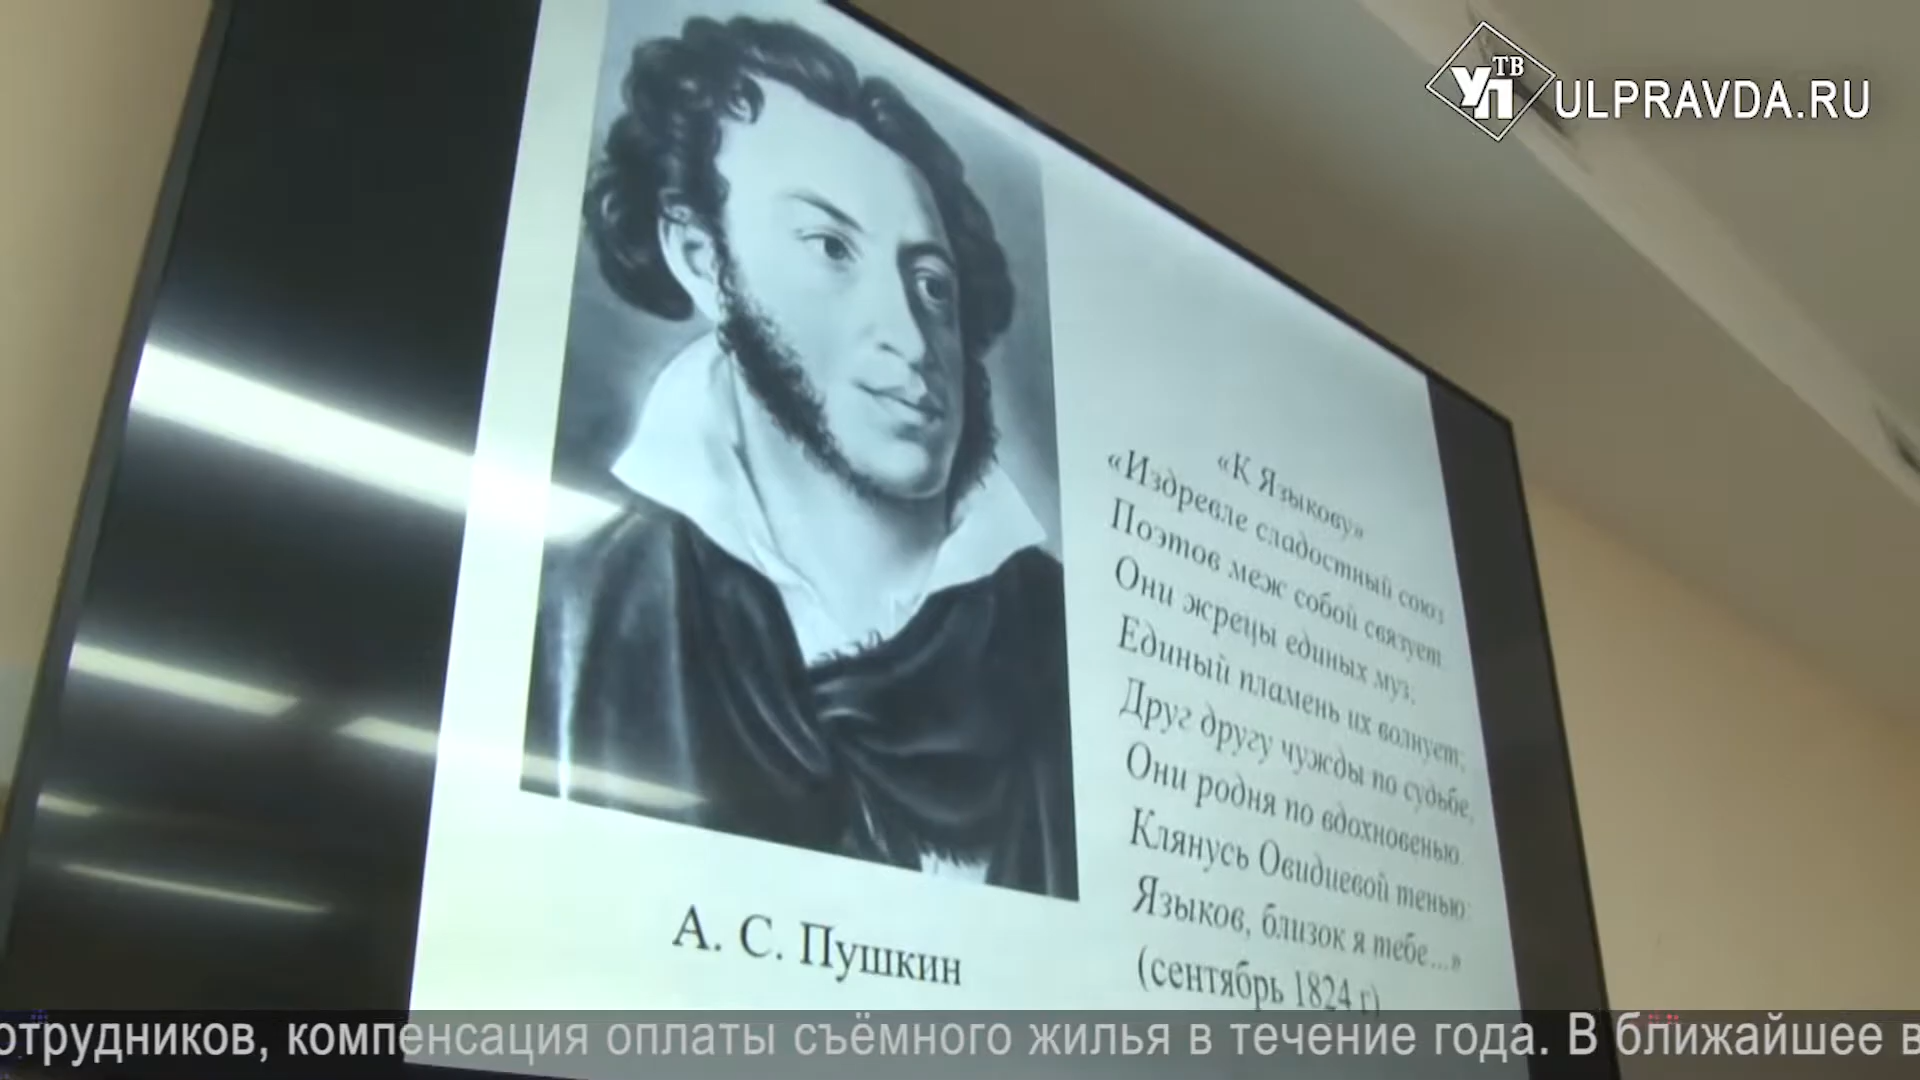 ТВ
УП
ULPRAVDA.RU
«К Языкову»
«Издревле сладостный союз
Поэтов меж собой связует
Они жрецы единых муз;
Единый пламень их волнует;
Друг другу чужды по судьбе,
Они родня по вдохновенью.
Клянусь Овидиевой тенью:
Языков, близок я тебе...»
(сентябрь 1824 г)
А. С. Пушкин
отрудников, компенсация оплаты съёмного жилья в течение года. В ближайшее в